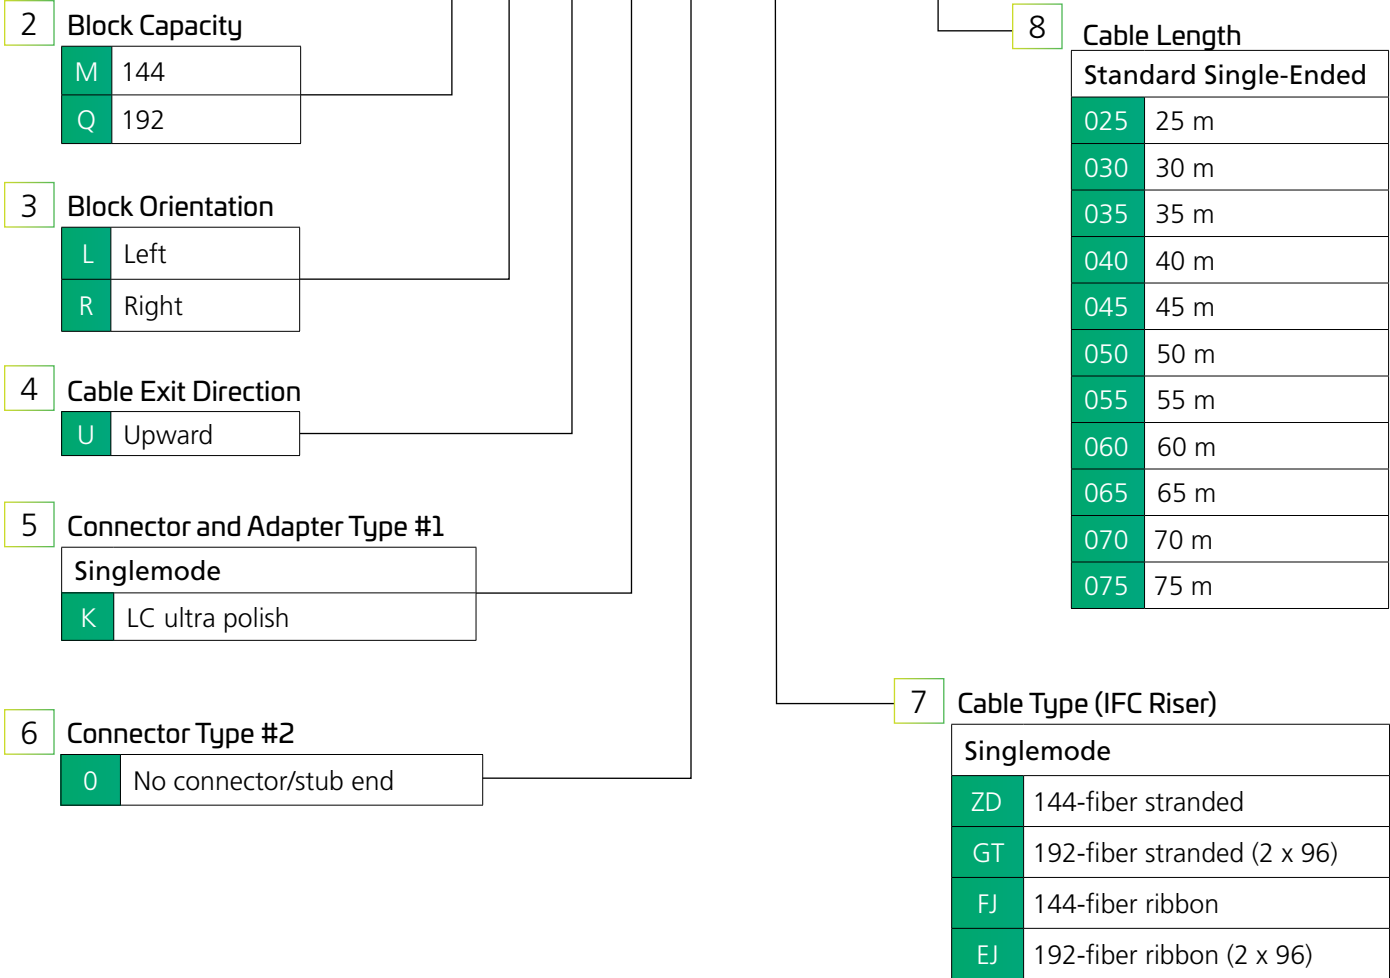 2 Block Capacity
M 144
Q 192
3 Block Orientation
L Left
R Right
4 Cable Exit Direction
U Upward
5 Connector and Adapter Type #1
Singlemode
K LC ultra polish
6 Connector Type #2
0 No connector/stub end
8 Cable Length
Standard Single-Ended
025 25 m
030 30 m
035 35 m
040 40 m
045 45 m
050 50 m
055 55 m
060 60 m
065 65 m
070 70 m
075 75 m
7 Cable Type (IFC Riser)
Singlemode
ZD 144-fiber stranded
GT 192-fiber stranded (2 x 96)
FJ 144-fiber ribbon
EJ 192-fiber ribbon (2 x 96)